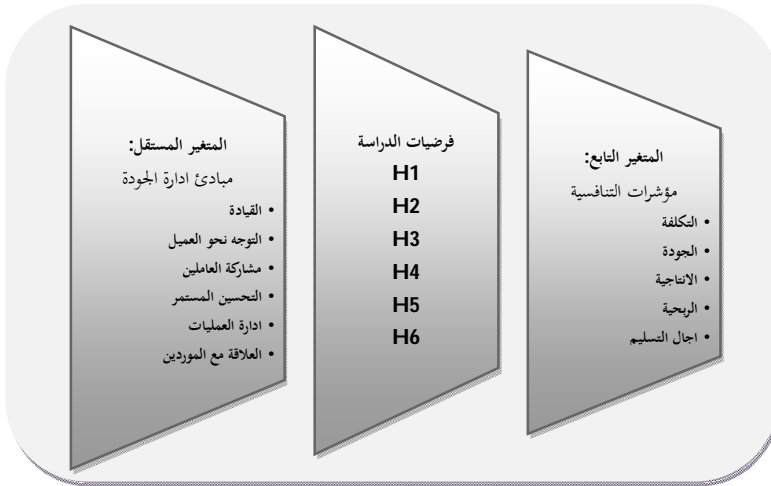 المتغير المستقل:
مبادئ ادارة الجودة
• القيادة
• التوجه نحو العميل
• مشاركة العاملين
• التحسين المستمر
• ادارة العمليات
• العلاقة مع الموردين
فرضيات الدراسة
H1
H2
H3
H4
H5
H6
المتغير التابع:
مؤشرات التنافسية
• التكلفة
• الجودة
• الانتاجية
• الربحية
• اجال التسليم